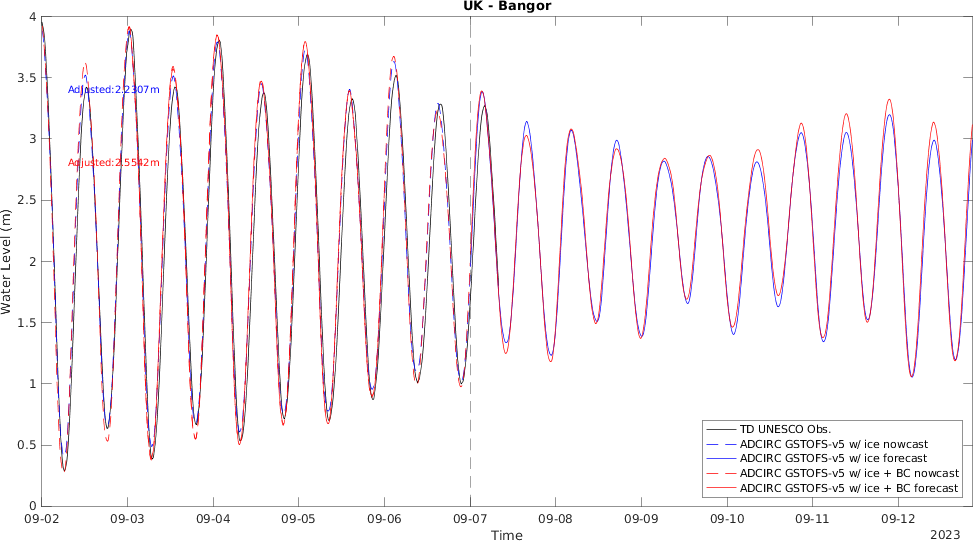 UK - Bangor
4
3.5
3
2.5
2
1.5
1
0.5
0
Water Level (m)
Adjusted:2.2307m
Adjusted:2.5542m
TD UNESCO Obs.
ADCIRC GSTOFS-v5 w/ ice nowcast
ADCIRC GSTOFS-v5 w/ ice forecast
ADCIRC GSTOFS-v5 w/ ice + BC nowcast
ADCIRC GSTOFS-v5 w/ ice + BC forecast
09-02 09-03 09-04 09-05 09-06 09-07 09-08 09-09 09-10 09-11 09-12
Time
2023